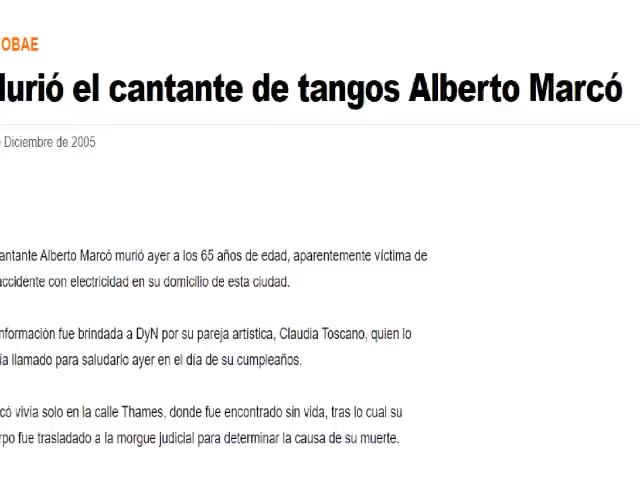 OBAE
urió el cantante de tangos Alberto Marcó
Diciembre de 2005
antante Alberto Marcó murió ayer a los 65 años de edad, aparentemente víctima de
accidente con electricidad en su domicilio de esta ciudad.
nformación fue brindada a DyN por su pareja artística, Claudia Toscano, quien lo
ía llamado para saludarlo ayer en el día de su cumpleaños.
có vivía solo en la calle Thames, donde fue encontrado sin vida, tras lo cual su
rpo fue trasladado a la morgue judicial para determinar la causa de su muerte.